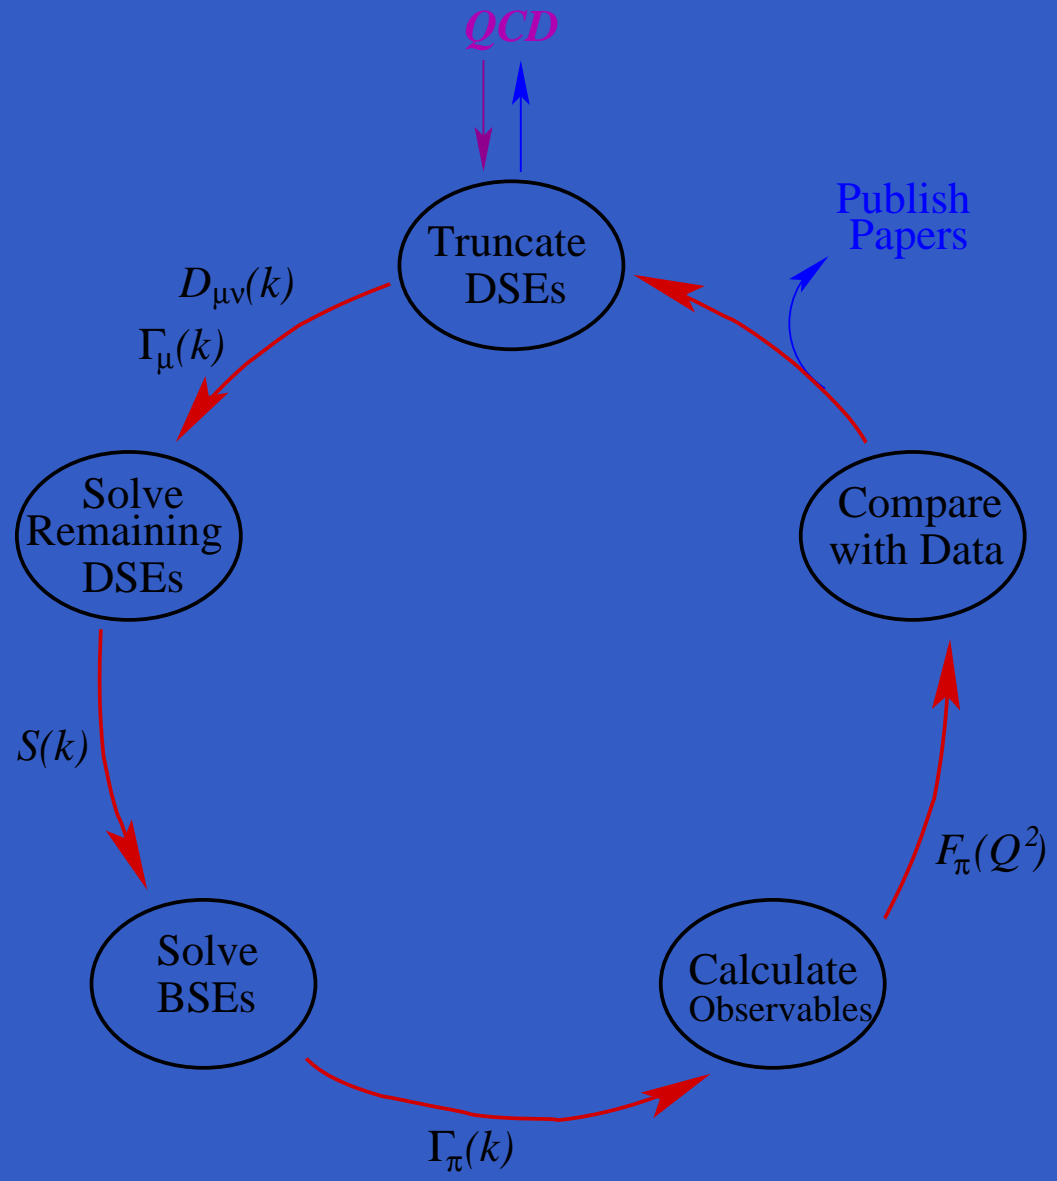 QCD
Publish
Papers
Truncate
DSEs
Dμν(k)
Γμ(k)
Solve
Remaining
DSEs
Compare
with Data
S(k)
Fπ(Q²)
Solve
BSEs
Calculate
Observables
Γπ(k)